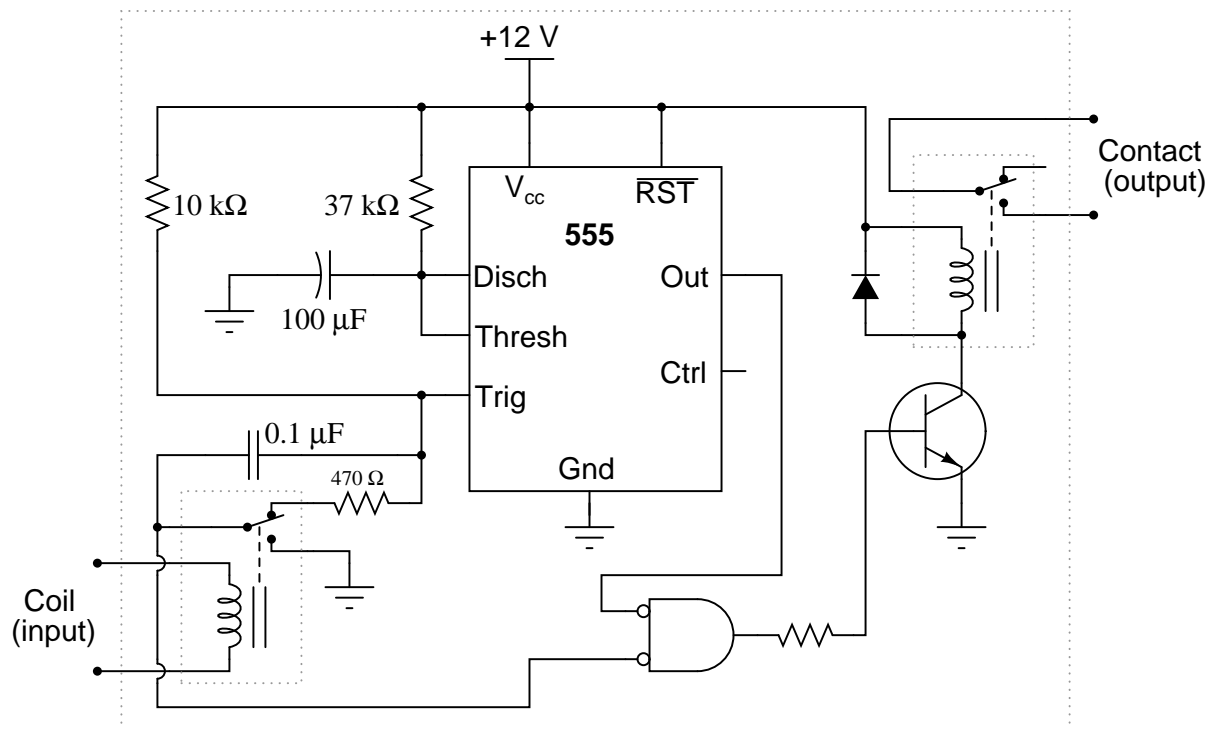 +12 V
10 kΩ
37 kΩ
Vcc
RST
555
Contact
(output)
Disch
Out
100 μF
Thresh
Ctrl
Trig
0.1 μF
470 Ω
Gnd
Coil
(input)